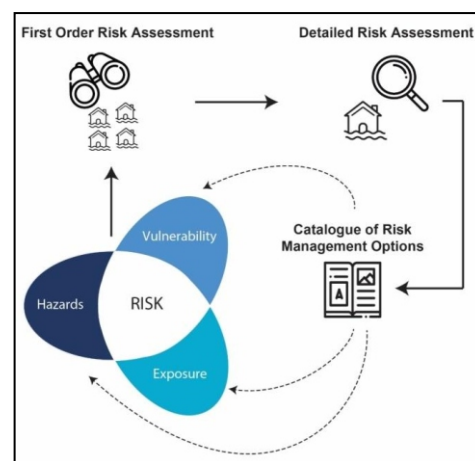 First Order Risk Assessment
Detailed Risk Assessment
Vulnerability
Catalogue of Risk
Management Options
Hazards
RISK
A
Exposure